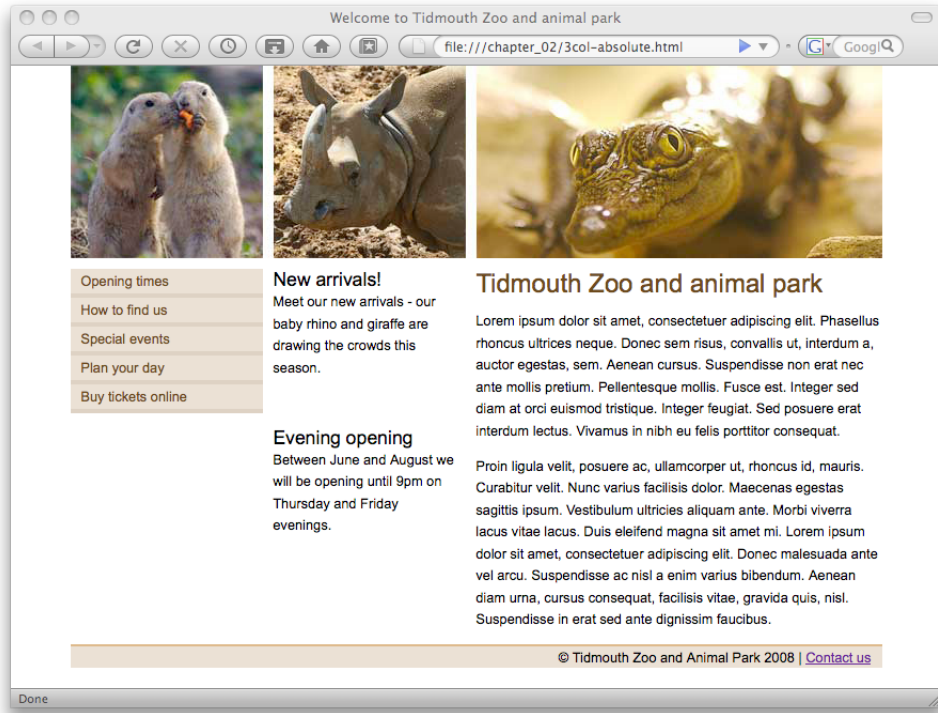 Welcome to Tidmouth Zoo and animal park
file:///chapter_02/3col-absolute.html
G
Googl
Opening times
How to find us
Special events
Plan your day
Buy tickets online
New arrivals!
Meet our new arrivals - our
baby rhino and giraffe are
drawing the crowds this
season.
Evening opening
Between June and August we
will be opening until 9pm on
Thursday and Friday
evenings.
Tidmouth Zoo and animal park
Lorem ipsum dolor sit amet, consectetuer adipiscing elit. Phasellus
rhoncus ultrices neque. Donec sem risus, convallis ut, interdum a,
auctor egestas, sem. Aenean cursus. Suspendisse non erat nec
ante mollis pretium. Pellentesque mollis. Fusce est. Integer sed
diam at orci euismod tristique. Integer feugiat. Sed posuere erat
interdum lectus. Vivamus in nibh eu felis porttitor consequat.
Proin ligula velit, posuere ac, ullamcorper ut, rhoncus id, mauris.
Curabitur velit. Nunc varius facilisis dolor. Maecenas egestas
sagittis ipsum. Vestibulum ultricies aliquam ante. Morbi viverra
lacus vitae lacus. Duis eleifend magna sit amet mi. Lorem ipsum
dolor sit amet, consectetuer adipiscing elit. Donec malesuada ante
vel arcu. Suspendisse ac nisl a enim varius bibendum. Aenean
diam urna, cursus consequat, facilisis vitae, gravida quis, nisl.
Suspendisse in erat sed ante dignissim faucibus.
© Tidmouth Zoo and Animal Park 2008 | Contact us
Done